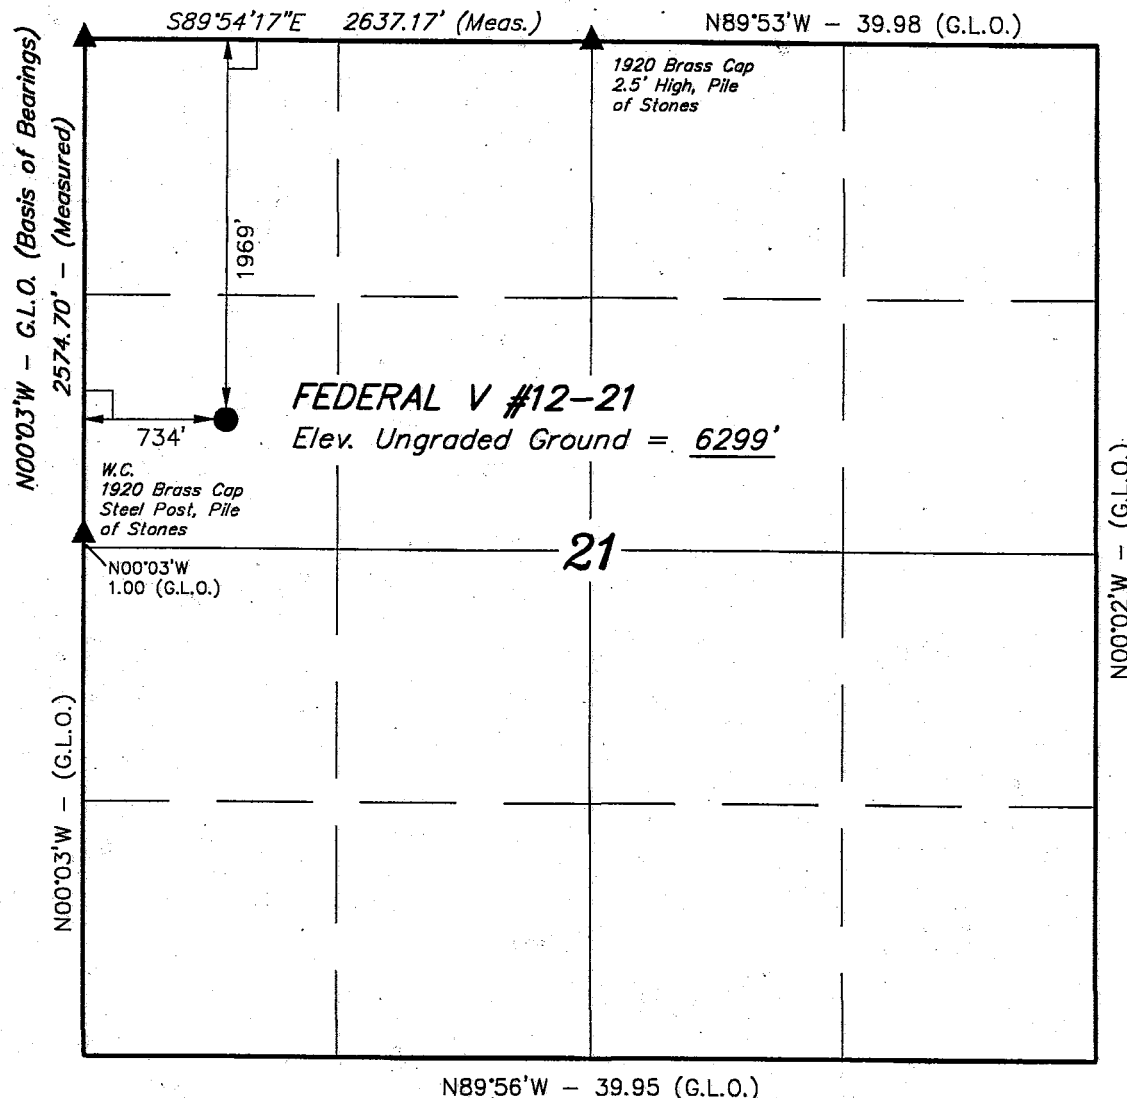 S89°54'17"E 2637.17' (Meas.)
N89°53'W – 39.98 (G.L.O.)
1920 Brass Cap
2.5' High, Pile
of Stones
N00°03'W – G.L.O. (Basis of Bearings)
2574.70' – (Measured)
1969'
FEDERAL V #12–21
Elev. Ungraded Ground = 6299'
734'
W.C.
1920 Brass Cap
Steel Post, Pile
of Stones
21
N00°03'W
1.00 (G.L.O.)
N00°02'W – (G.L.O.)
N00°03'W – (G.L.O.)
N89°56'W – 39.95 (G.L.O.)